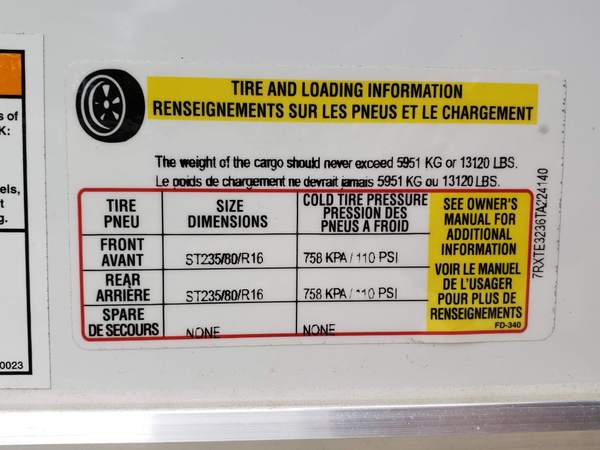 s of
K:
els,
t
g.
0023
TIRE AND LOADING INFORMATION
RENSEIGNEMENTS SUR LES PNEUS ET LE CHARGEMENT
The weight of the cargo should never exceed 5951 KG or 13120 LBS.
Le poids de chargement ne devrait jamais 5951 KG ou 13120 LBS.
TIRE
PNEU
SIZE
DIMENSIONS
COLD TIRE PRESSURE
PRESSION DES
PNEUS A FROID
FRONT
AVANT
ST235/80/R16
758 KPA / 110 PSI
REAR
ARRIÈRE
ST235/80/R16
758 KPA / 110 PSI
SPARE
DE SECOURS
NONE
NONE
SEE OWNER'S
MANUAL FOR
ADDITIONAL
INFORMATION
VOIR LE MANUEL
DE L'USAGER
POUR PLUS DE
RENSEIGNEMENTS
FD-340
7RXTE3236TA224140